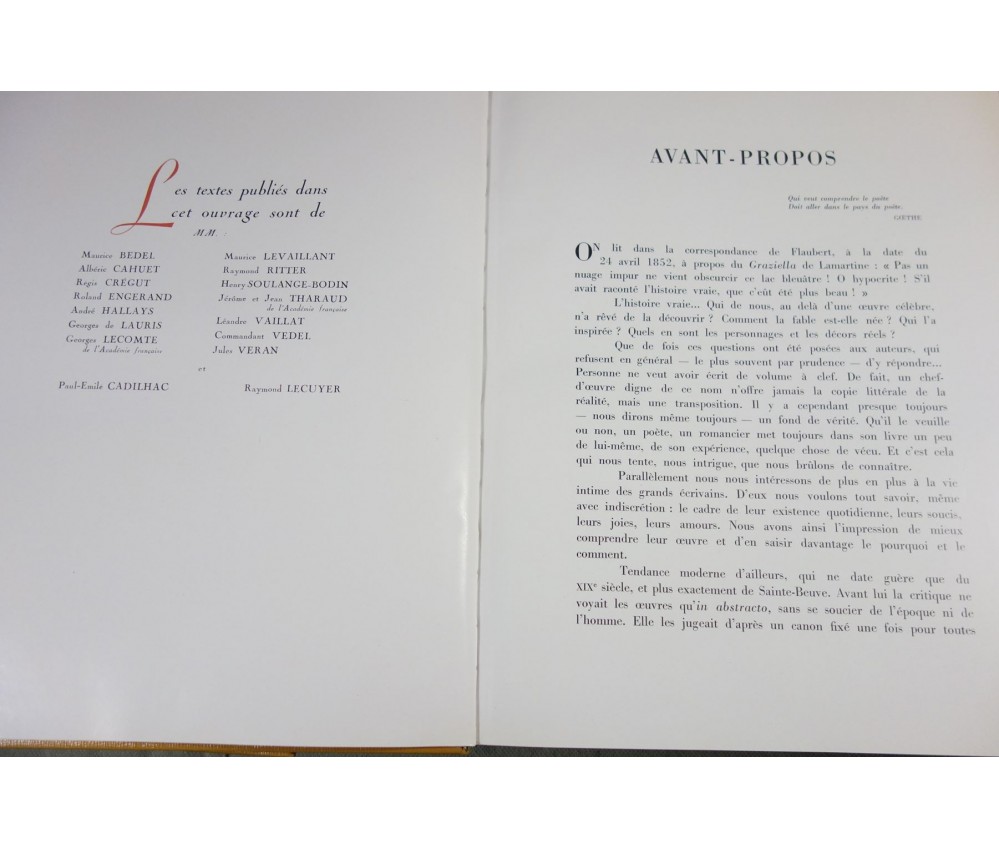 Les textes publiés dans
cet ouvrage sont de
MM. :
Maurice BEDEL
Albéric CAHUET
Régis CRÉGUT
Roland ENGERAND
André HALLAYS
Georges de LAURIS
Georges LECOMTE
de l'Académie française
Maurice LEVAILLANT
Raymond RITTER
Henry SOULANGE-BODIN
Jérôme et Jean THARAUD
de l'Académie française
Léandre VAILLAT
Commandant VEDEL
Jules VERAN
et
Paul-Emile CADILHAC
Raymond LECUYER
AVANT-PROPOS
Qui veut comprendre le poète
Doit aller dans le pays du poète.
GŒTHE
ON lit dans la correspondance de Flaubert, à la date du
24 avril 1852, à propos du Graziella de Lamartine : « Pas un
nuage impur ne vient obscurcir ce lac bleuâtre ! O hypocrite ! S'il
avait raconté l'histoire vraie, que c'eût été plus beau ! »
L'histoire vraie... Qui de nous, au delà d'une œuvre célèbre,
n'a rêvé de la découvrir ? Comment la fable est-elle née ? Qui l'a
inspirée ? Quels en sont les personnages et les décors réels ?
Que de fois ces questions ont été posées aux auteurs, qui
refusent en général — le plus souvent par prudence — d'y répondre...
Personne ne veut avoir écrit de volume à clef. De fait, un chef-
d'œuvre digne de ce nom n'offre jamais la copie littérale de la
réalité, mais une transposition. Il y a cependant presque toujours
— nous dirons même toujours — un fond de vérité. Qu'il le veuille
ou non, un poète, un romancier met toujours dans son livre un peu
de lui-même, de son expérience, quelque chose de vécu. Et c'est cela
qui nous tente, nous intrigue, que nous brûlons de connaître.
Parallèlement nous nous intéressons de plus en plus à la vie
intime des grands écrivains. D'eux nous voulons tout savoir, même
avec indiscrétion : le cadre de leur existence quotidienne, leurs soucis,
leurs joies, leurs amours. Nous avons ainsi l'impression de mieux
comprendre leur œuvre et d'en saisir davantage le pourquoi et le
comment.
Tendance moderne d'ailleurs, qui ne date guère que du
XIXe siècle, et plus exactement de Sainte-Beuve. Avant lui la critique ne
voyait les œuvres qu'in abstracto, sans se soucier de l'époque ni de
l'homme. Elle les jugeait d'après un canon fixé une fois pour toutes